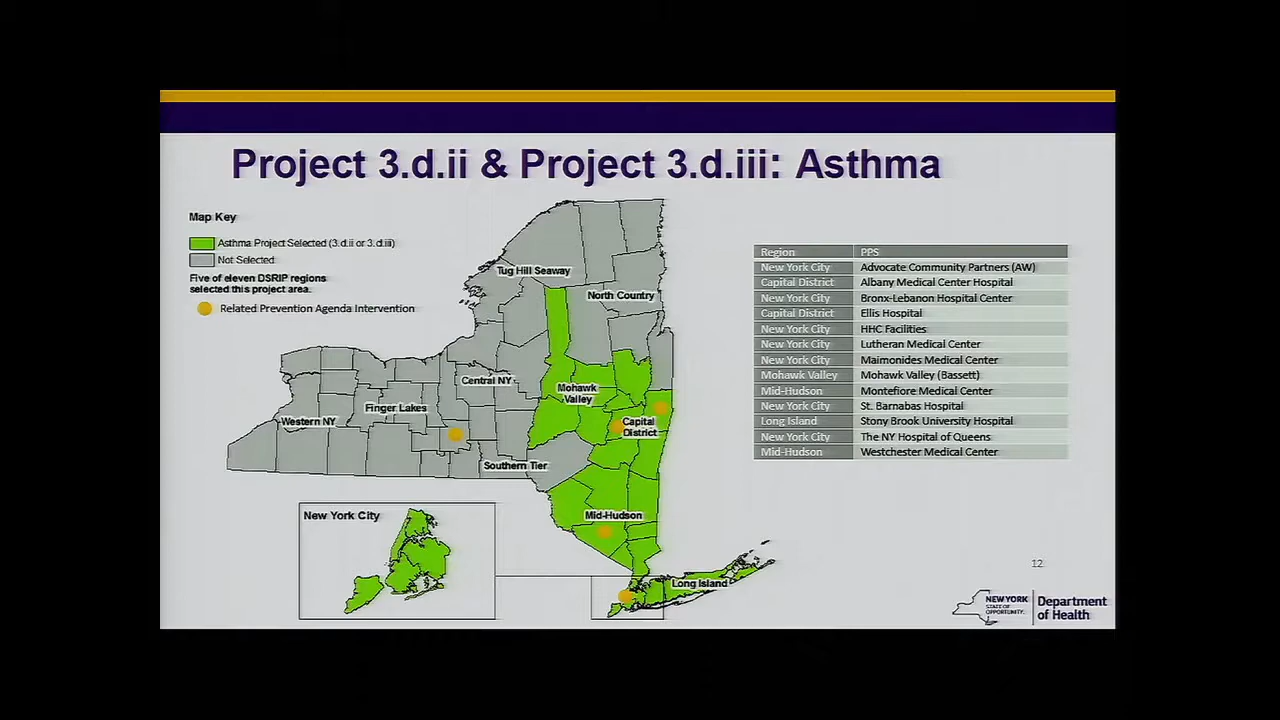 Project 3.d.ii & Project 3.d.iii: Asthma
Map Key
Asthma Project Selected (3.d.ii or 3.d.iii)
Not Selected
Five of eleven DSRIP regions
selected this project area.
Related Prevention Agenda Intervention
Tug Hill Seaway
North Country
Central NY
Mohawk
Valley
Finger Lakes
Western NY
Capital
District
Southern Tier
Mid-Hudson
New York City
Long Island
Region PPS
New York City Advocate Community Partners (AW)
Capital District Albany Medical Center Hospital
New York City Bronx-Lebanon Hospital Center
Capital District Ellis Hospital
New York City HHC Facilities
New York City Lutheran Medical Center
New York City Maimonides Medical Center
Mohawk Valley Mohawk Valley (Bassett)
Mid-Hudson Montefiore Medical Center
New York City St. Barnabas Hospital
Long Island Stony Brook University Hospital
New York City The NY Hospital of Queens
Mid-Hudson Westchester Medical Center
12
NEW YORK
STATE OF
OPPORTUNITY.
Department
of Health